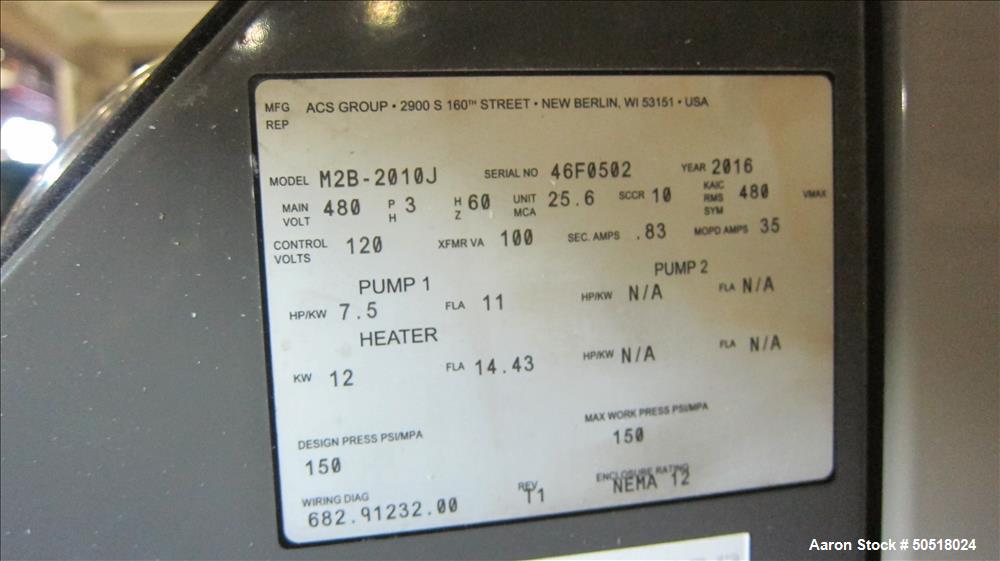 MFG ACS GROUP • 2900 S 160TH STREET • NEW BERLIN, WI 53151 • USA
REP
MODEL M2B-2010J SERIAL NO 46F0502 YEAR 2016
MAIN VOLT 480 PH 3 HZ 60 UNIT MCA 25.6 SCCR 10 KAIC RMS SYM 480 VMAX
CONTROL VOLTS 120 XFMR VA 100 SEC. AMPS .83 MOPD AMPS 35
PUMP 1 PUMP 2
HP/KW 7.5 FLA 11 HP/KW N/A FLA N/A
HEATER
KW 12 FLA 14.43 HP/KW N/A FLA N/A
DESIGN PRESS PSI/MPA MAX WORK PRESS PSI/MPA
150 150
WIRING DIAG REV ENCLOSURE RATING
682.91232.00 T1 NEMA 12
Aaron Stock # 50518024